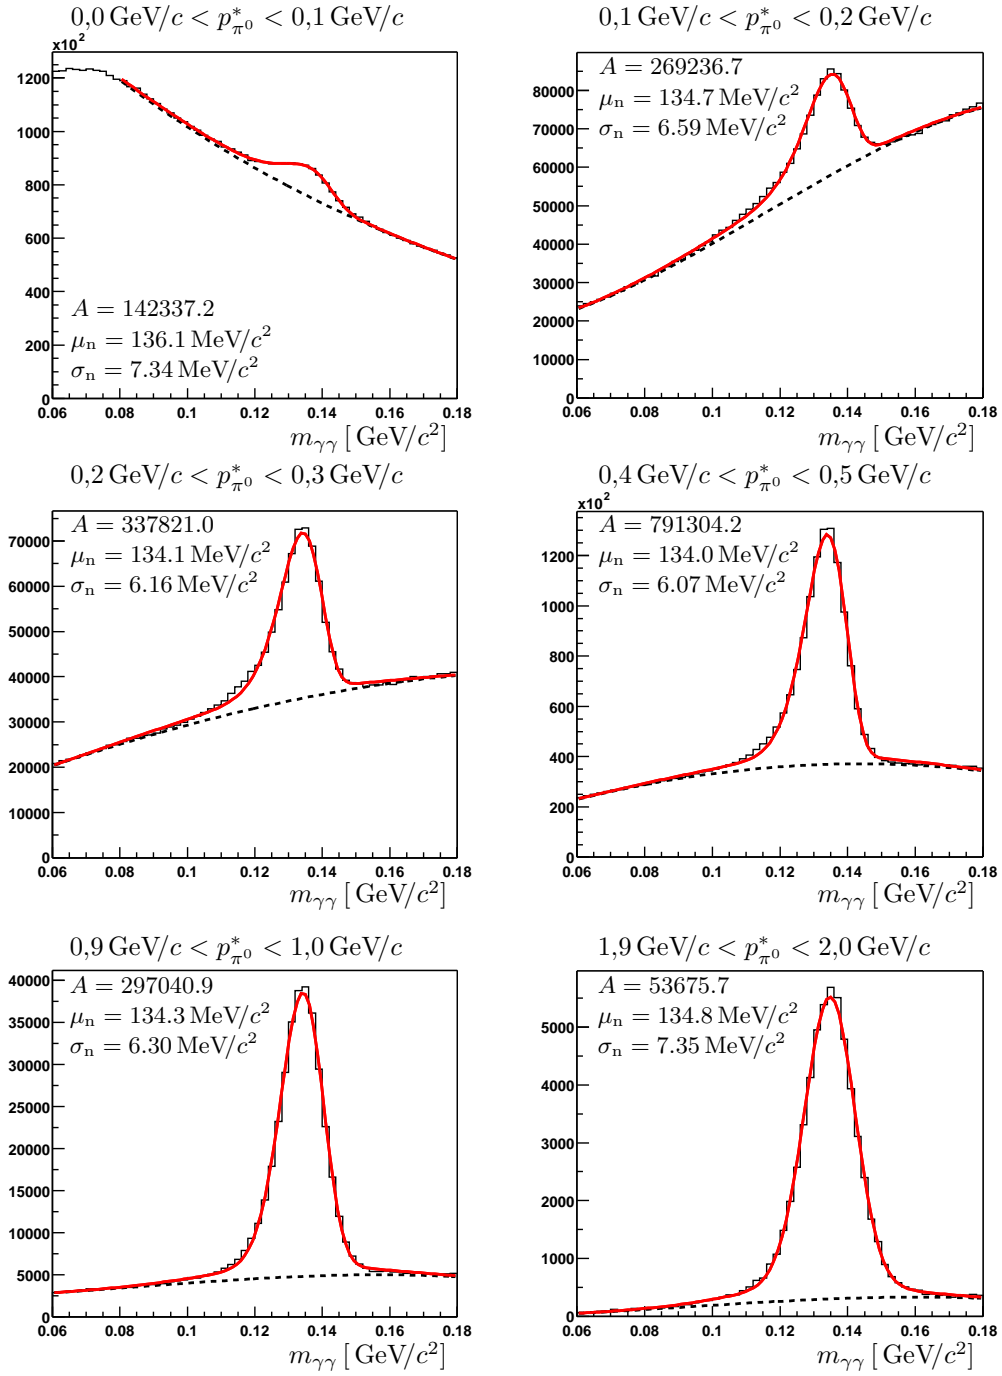 0,0 GeV/c < p*π0 < 0,1 GeV/c
x10²
1200
1000
800
600
400
200
0
A = 142337.2
μn = 136.1 MeV/c²
σn = 7.34 MeV/c²
0.06 0.08 0.1 0.12 0.14 0.16 0.18
mγγ [ GeV/c²]
0,1 GeV/c < p*π0 < 0,2 GeV/c
A = 269236.7
μn = 134.7 MeV/c²
σn = 6.59 MeV/c²
80000
70000
60000
50000
40000
30000
20000
10000
0
0.06 0.08 0.1 0.12 0.14 0.16 0.18
mγγ [ GeV/c²]
0,2 GeV/c < p*π0 < 0,3 GeV/c
A = 337821.0
μn = 134.1 MeV/c²
σn = 6.16 MeV/c²
70000
60000
50000
40000
30000
20000
10000
0
0.06 0.08 0.1 0.12 0.14 0.16 0.18
mγγ [ GeV/c²]
0,4 GeV/c < p*π0 < 0,5 GeV/c
x10²
A = 791304.2
μn = 134.0 MeV/c²
σn = 6.07 MeV/c²
1200
1000
800
600
400
200
0
0.06 0.08 0.1 0.12 0.14 0.16 0.18
mγγ [ GeV/c²]
0,9 GeV/c < p*π0 < 1,0 GeV/c
A = 297040.9
μn = 134.3 MeV/c²
σn = 6.30 MeV/c²
40000
35000
30000
25000
20000
15000
10000
5000
0
0.06 0.08 0.1 0.12 0.14 0.16 0.18
mγγ [ GeV/c²]
1,9 GeV/c < p*π0 < 2,0 GeV/c
A = 53675.7
μn = 134.8 MeV/c²
σn = 7.35 MeV/c²
5000
4000
3000
2000
1000
0
0.06 0.08 0.1 0.12 0.14 0.16 0.18
mγγ [ GeV/c²]